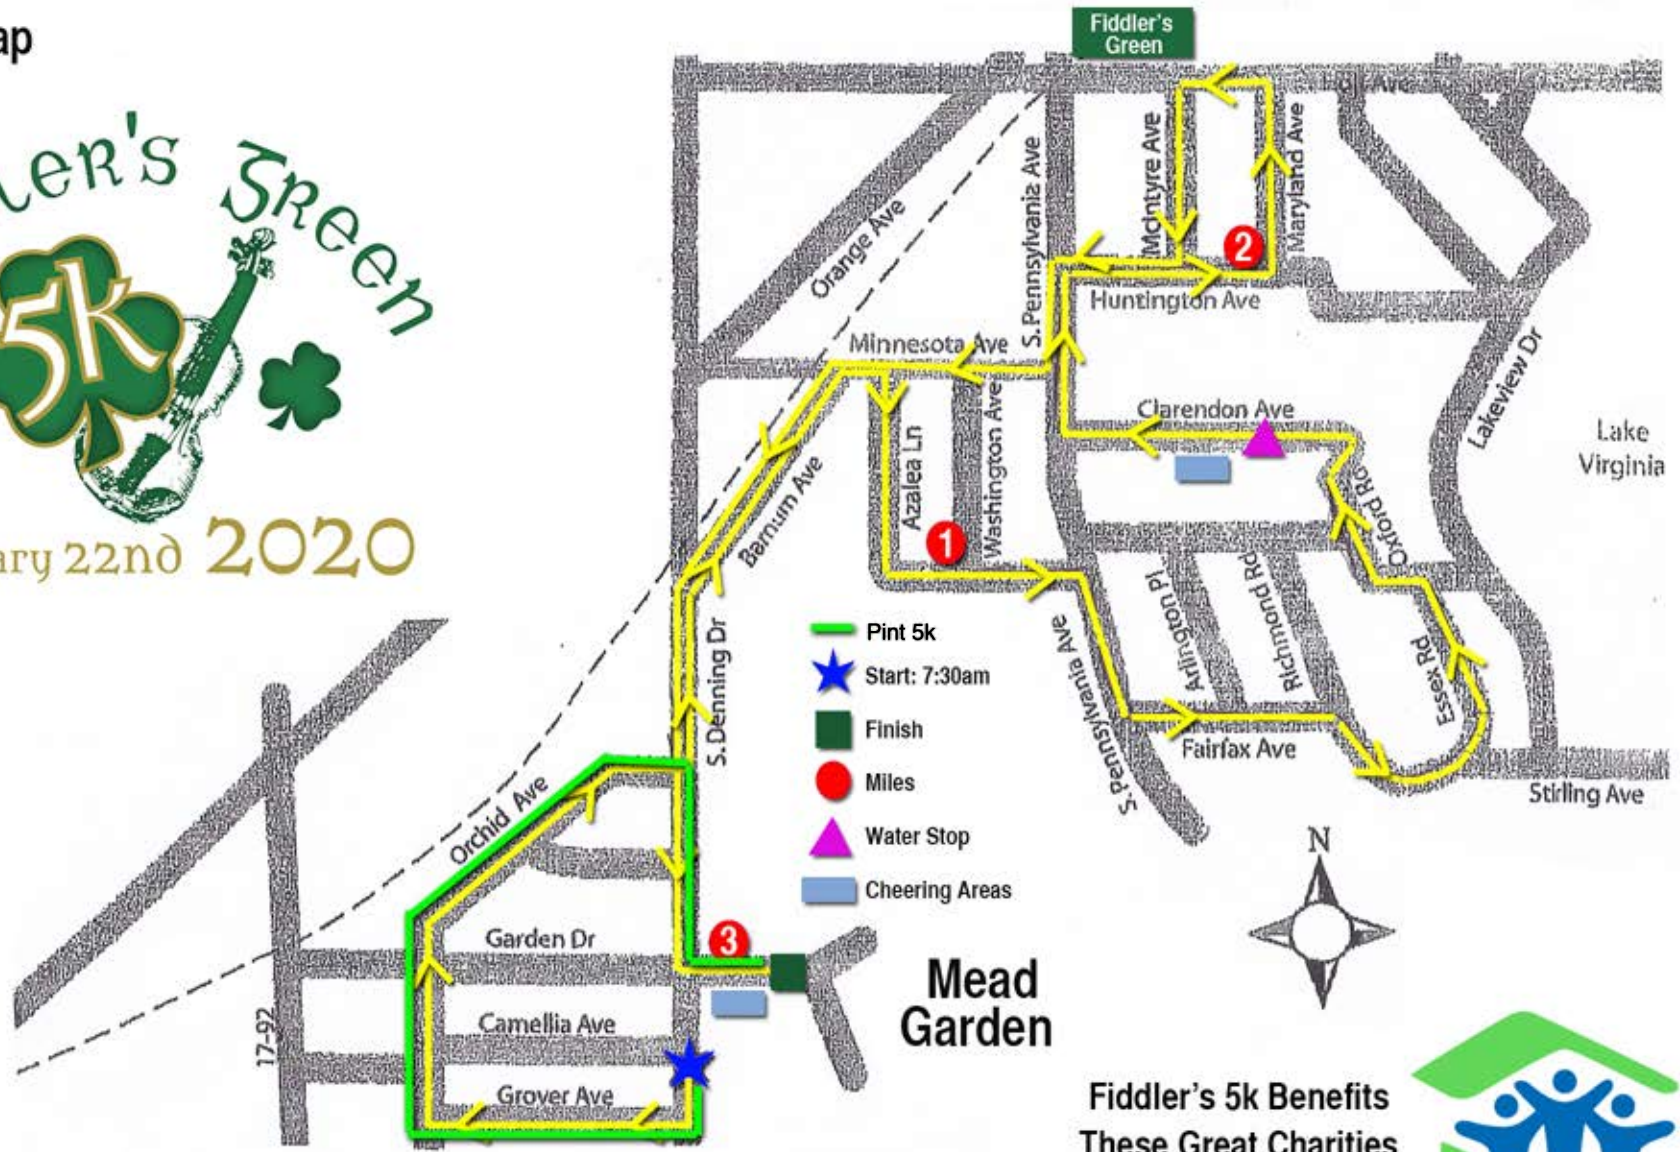 ap
ler's Green
5k
ary 22nd 2020
Fiddler's
Green
S. Pennsylvania Ave
McIntyre Ave
Maryland Ave
2
Huntington Ave
Orange Ave
Minnesota Ave
Clarendon Ave
Lakeview Dr
Lake
Virginia
Azalea Ln
Washington Ave
Barnum Ave
1
Oxford Rd
Arlington Pl
Richmond Rd
Essex Rd
S. Pennsylvania Ave
Fairfax Ave
Stirling Ave
S. Denning Dr
Pint 5k
Start: 7:30am
Finish
Miles
Water Stop
Cheering Areas
Orchid Ave
Garden Dr
3
Camellia Ave
Grover Ave
17-92
Mead
Garden
N
Fiddler's 5k Benefits
These Great Charities